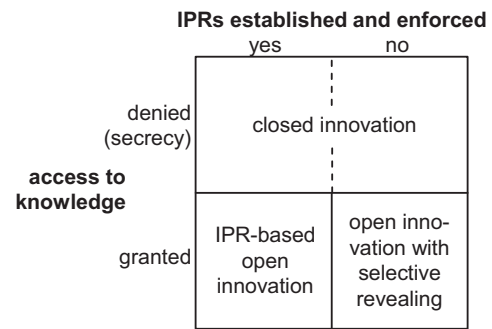 IPRs established and enforced
yes no
denied
(secrecy)
closed innovation
access to
knowledge
granted
IPR-based
open
innovation
open inno-
vation with
selective
revealing